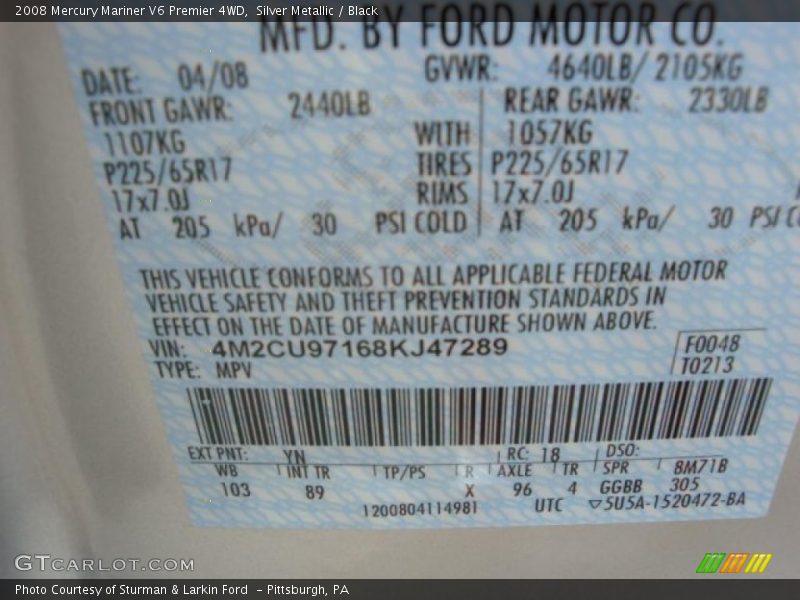 2008 Mercury Mariner V6 Premier 4WD, Silver Metallic / Black
MFD. BY FORD MOTOR CO.
DATE: 04/08 GVWR: 4640LB/ 2105KG
FRONT GAWR: 2440LB REAR GAWR: 2330LB
1107KG WITH 1057KG
P225/65R17 TIRES P225/65R17
17x7.0J RIMS 17x7.0J
AT 205 kPa/ 30 PSI COLD AT 205 kPa/ 30 PSI CO
THIS VEHICLE CONFORMS TO ALL APPLICABLE FEDERAL MOTOR
VEHICLE SAFETY AND THEFT PREVENTION STANDARDS IN
EFFECT ON THE DATE OF MANUFACTURE SHOWN ABOVE.
VIN: 4M2CU97168KJ47289 F0048
TYPE: MPV T0213
EXT PNT: YN RC: 18 DSO:
WB INT TR TP/PS R AXLE TR SPR 8M71B
103 89 X 96 4 GGBB 305
1200804114981 UTC ▽5U5A-1520472-BA
GTCARLOT.COM
Photo Courtesy of Sturman & Larkin Ford - Pittsburgh, PA